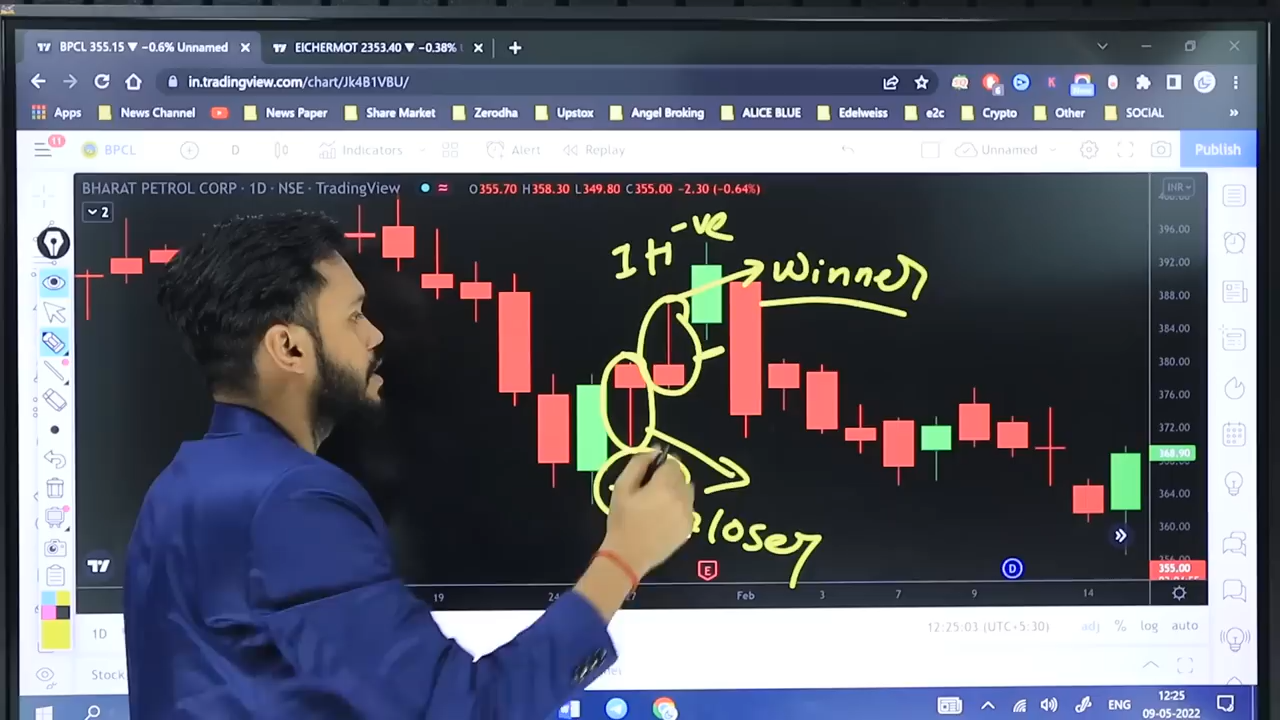 BPCL 355.15 ▼ −0.6% Unnamed
EICHERMOT 2353.40 ▼ −0.38%
in.tradingview.com/chart/Jk4B1VBU/
Apps News Channel News Paper Share Market Zerodha Upstox Angel Broking ALICE BLUE Edelweiss e2c Crypto Other SOCIAL »
11
BPCL D Indicators Alert Replay Unnamed Publish
BHARAT PETROL CORP · 1D · NSE · TradingView O355.70 H358.30 L349.80 C355.00 −2.30 (−0.64%)
INR
2
396.00
392.00
388.00
384.00
380.00
376.00
372.00
368.90
364.00
360.00
355.00
IH -ve
Winner
loser
E
D
19 24 27 Feb 3 7 9 14
1D
12:25:03 (UTC+5:30) adj % log auto
Stock
ENG
12:25
09-05-2022